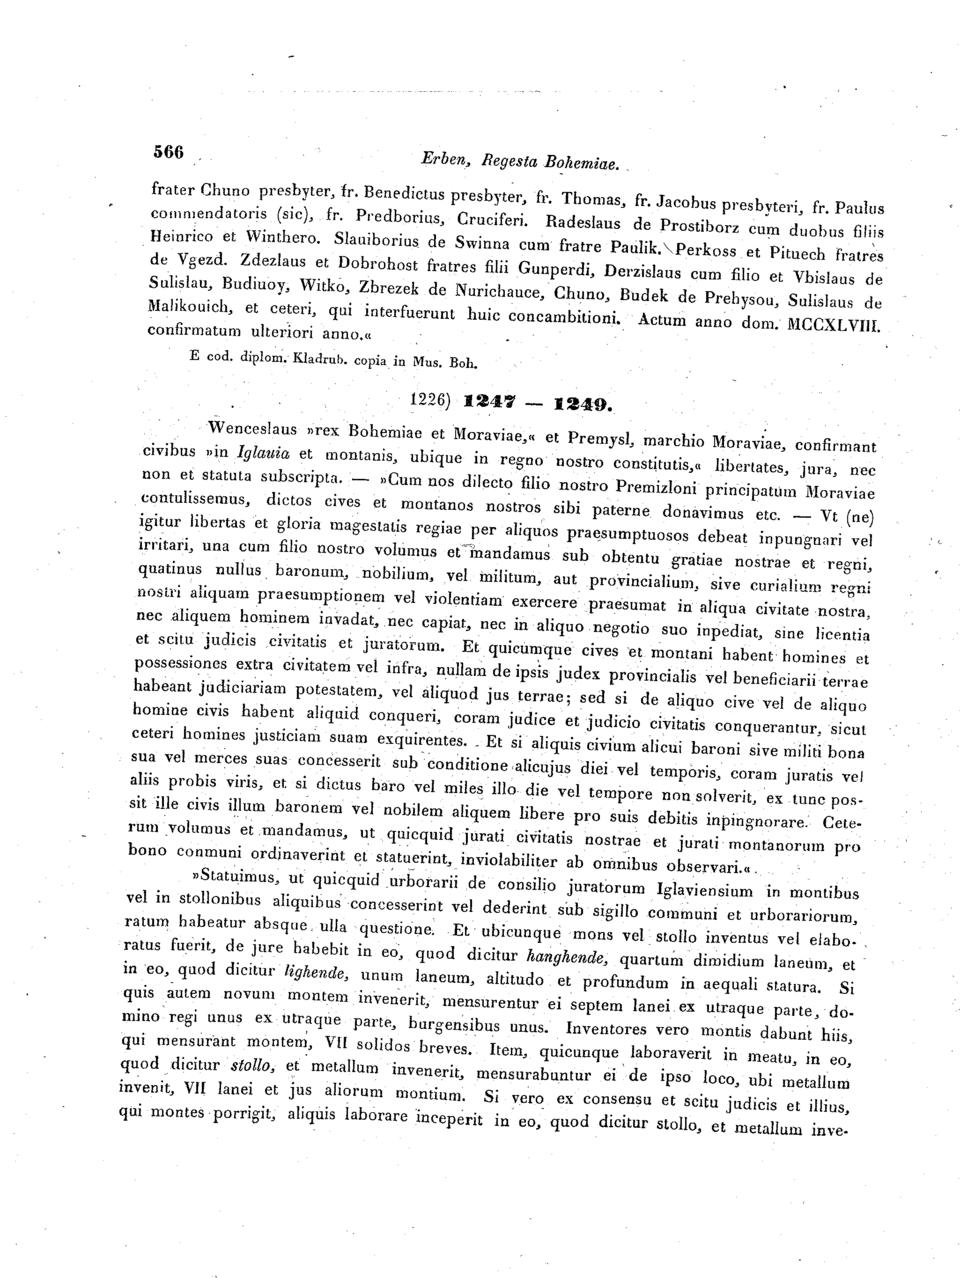 566
Erben, Regesta Bohemiae.
frater Chuno presbyter, fr. Benedictus presbyter, fr. Thomas, fr. Jacobus presbyteri, fr. Paulus
commendatoris (sic), fr. Predborius, Cruciferi. Radeslaus de Prostiborz cum duobus filiis
Heinrico et Winthero. Slauiborius de Swinna cum fratre Paulik. Perkoss et Pituech fratres
de Vgezd. Zdezlaus et Dobrohost fratres filii Gunperdi, Derzislaus cum filio et Vbislaus de
Sulislau, Budiuoy, Witko, Zbrezek de Nurichauce, Chuno, Budek de Prebysou, Sulislaus de
Malikouich, et ceteri, qui interfuerunt huic concambitioni. Actum anno dom. MCCXLVIII.
confirmatum ulteriori anno.«
E cod. diplom. Kladrub. copia in Mus. Boh.
1226) 1247 — 1249.
Wenceslaus »rex Bohemiae et Moraviae,« et Premysl, marchio Moraviae, confirmant
civibus »in Iglauia et montanis, ubique in regno nostro constitutis,« libertates, jura, nec
non et statuta subscripta. — »Cum nos dilecto filio nostro Premizloni principatum Moraviae
contulissemus, dictos cives et montanos nostros sibi paterne donavimus etc. — Vt (ne)
igitur libertas et gloria magestatis regiae per aliquos praesumptuosos debeat inpungnari vel
irritari, una cum filio nostro volumus et mandamus sub obtentu gratiae nostrae et regni,
quatinus nullus baronum, nobilium, vel militum, aut provincialium, sive curialium regni
nostri aliquam praesumptionem vel violentiam exercere praesumat in aliqua civitate nostra,
nec aliquem hominem invadat, nec capiat, nec in aliquo negotio suo inpediat, sine licentia
et scitu judicis civitatis et juratorum. Et quicumque cives et montani habent homines et
possessiones extra civitatem vel infra, nullam de ipsis judex provincialis vel beneficiarii terrae
habeant judiciariam potestatem, vel aliquod jus terrae; sed si de aliquo cive vel de aliquo
homine civis habent aliquid conqueri, coram judice et judicio civitatis conquerantur, sicut
ceteri homines justiciam suam exquirentes. Et si aliquis civium alicui baroni sive militi bona
sua vel merces suas concesserit sub conditione alicujus diei vel temporis, coram juratis vel
aliis probis viris, et si dictus baro vel miles illo die vel tempore non solverit, ex tunc pos-
sit ille civis illum baronem vel nobilem aliquem libere pro suis debitis inpingnorare. Cete-
rum volumus et mandamus, ut quicquid jurati civitatis nostrae et jurati montanorum pro
bono conmuni ordinaverint et statuerint, inviolabiliter ab omnibus observari.«
»Statuimus, ut quicquid urborarii de consilio juratorum Iglaviensium in montibus
vel in stollonibus aliquibus concesserint vel dederint sub sigillo communi et urborariorum,
ratum habeatur absque ulla questione. Et ubicunque mons vel stollo inventus vel elabo-
ratus fuerit, de jure habebit in eo, quod dicitur hanghende, quartum dimidium laneum, et
in eo, quod dicitur lighende, unum laneum, altitudo et profundum in aequali statura. Si
quis autem novum montem invenerit, mensurentur ei septem lanei ex utraque parte, do-
mino regi unus ex utraque parte, burgensibus unus. Inventores vero montis dabunt hiis,
qui mensurant montem, VII solidos breves. Item, quicunque laboraverit in meatu, in eo,
quod dicitur stollo, et metallum invenerit, mensurabuntur ei de ipso loco, ubi metallum
invenit, VII lanei et jus aliorum montium. Si vero ex consensu et scitu judicis et illius,
qui montes porrigit, aliquis laborare inceperit in eo, quod dicitur stollo, et metallum inve-